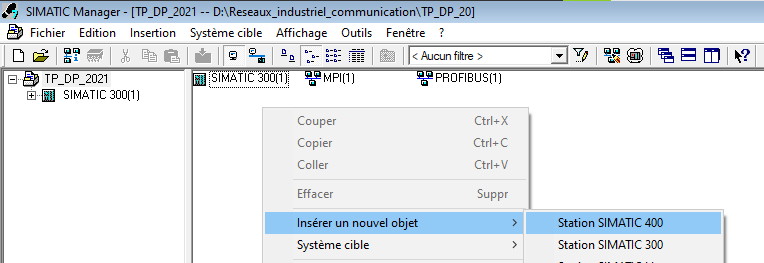 SIMATIC Manager - [TP_DP_2021 -- D:\Reseaux_industriel_communication\TP_DP_20]
Fichier Edition Insertion Système cible Affichage Outils Fenêtre ?
< Aucun filtre >
TP_DP_2021
SIMATIC 300(1)
SIMATIC 300(1) MPI(1) PROFIBUS(1)
Couper Ctrl+X
Copier Ctrl+C
Coller Ctrl+V
Effacer Suppr
Insérer un nouvel objet > Station SIMATIC 400
Système cible > Station SIMATIC 300